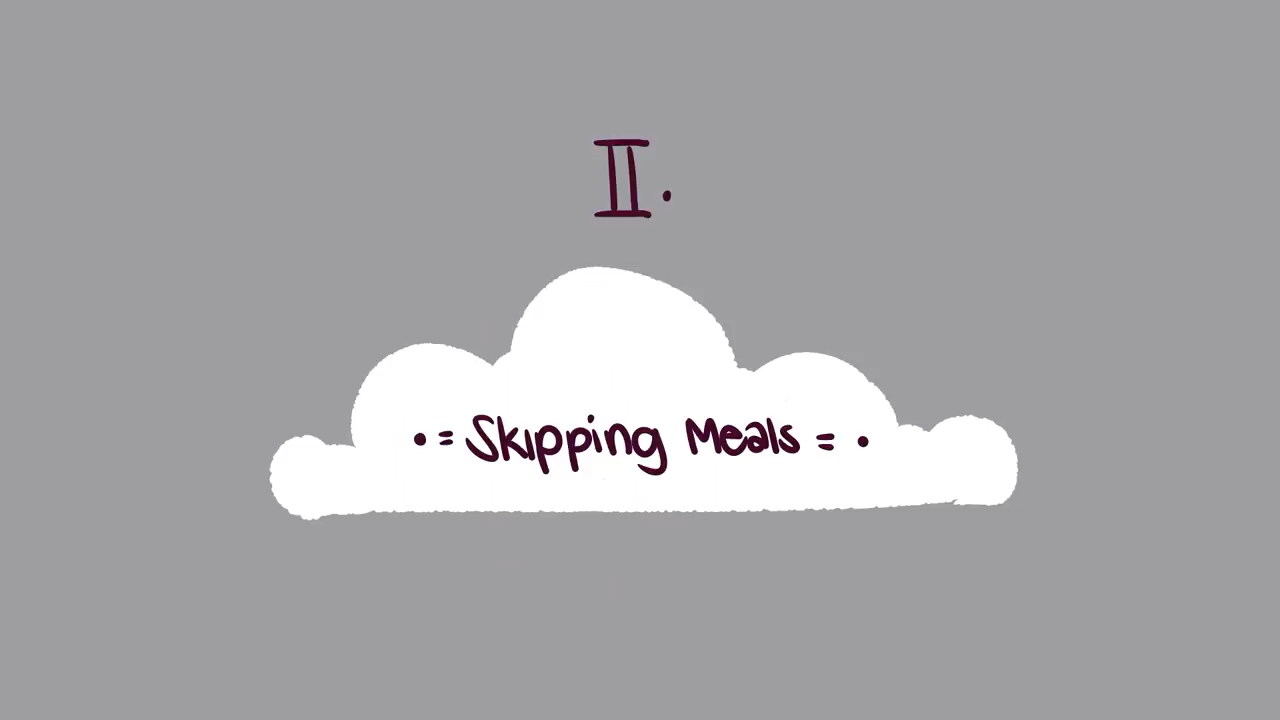 II.
• = Skipping Meals = •